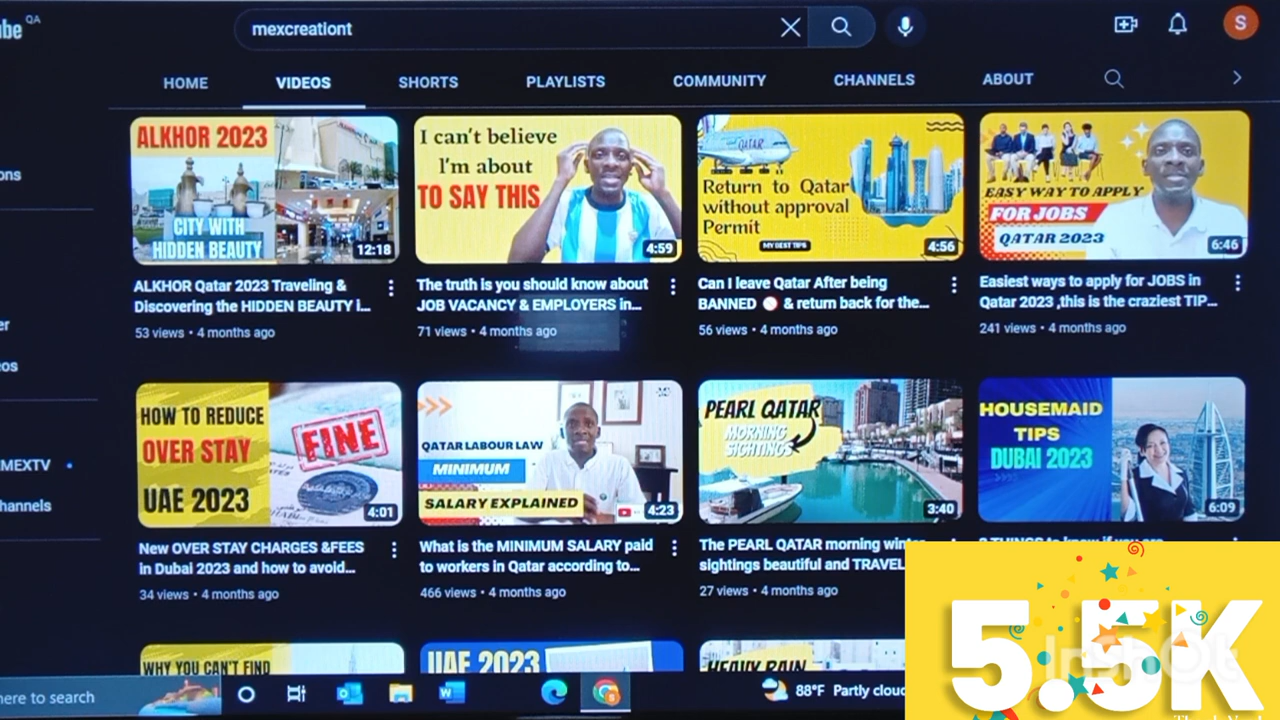 QA
mexcreationt
S
HOME
VIDEOS
SHORTS
PLAYLISTS
COMMUNITY
CHANNELS
ABOUT
ALKHOR 2023
CITY WITH
HIDDEN BEAUTY
12:18
I can't believe
I'm about
TO SAY THIS
4:59
QATAR
Return to Qatar
without approval
Permit
MY BEST TIPS
4:56
EASY WAY TO APPLY
FOR JOBS
QATAR 2023
6:46
ALKHOR Qatar 2023 Traveling &
Discovering the HIDDEN BEAUTY i...
53 views • 4 months ago
The truth is you should know about
JOB VACANCY & EMPLOYERS in...
71 views • 4 months ago
Can I leave Qatar After being
BANNED & return back for the...
56 views • 4 months ago
Easiest ways to apply for JOBS in
Qatar 2023 ,this is the craziest TIP...
241 views • 4 months ago
MEXTV
HOW TO REDUCE
OVER STAY
UAE 2023
FINE
4:01
QATAR LABOUR LAW
MINIMUM
SALARY EXPLAINED
4:23
PEARL QATAR
MORNING
SIGHTINGS
3:40
HOUSEMAID
TIPS
DUBAI 2023
6:09
New OVER STAY CHARGES &FEES
in Dubai 2023 and how to avoid...
34 views • 4 months ago
What is the MINIMUM SALARY paid
to workers in Qatar according to...
466 views • 4 months ago
The PEARL QATAR morning winter
sightings beautiful and TRAVEL
27 views • 4 months ago
WHY YOU CAN'T FIND
UAE 2023
HEAVY RAIN
5.5K
InShOt
here to search
88°F Partly cloud